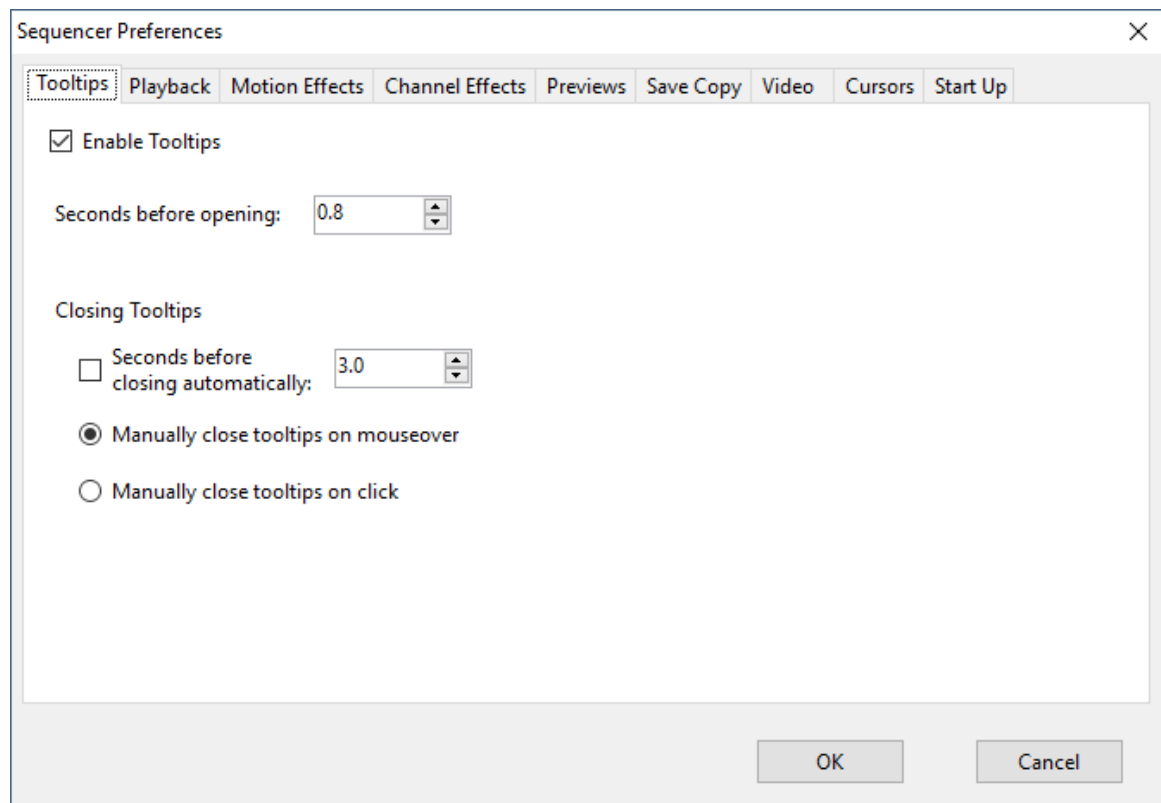 Sequencer Preferences
Tooltips Playback Motion Effects Channel Effects Previews Save Copy Video Cursors Start Up
Enable Tooltips
Seconds before opening: 0.8
Closing Tooltips
Seconds before
closing automatically: 3.0
Manually close tooltips on mouseover
Manually close tooltips on click
OK Cancel